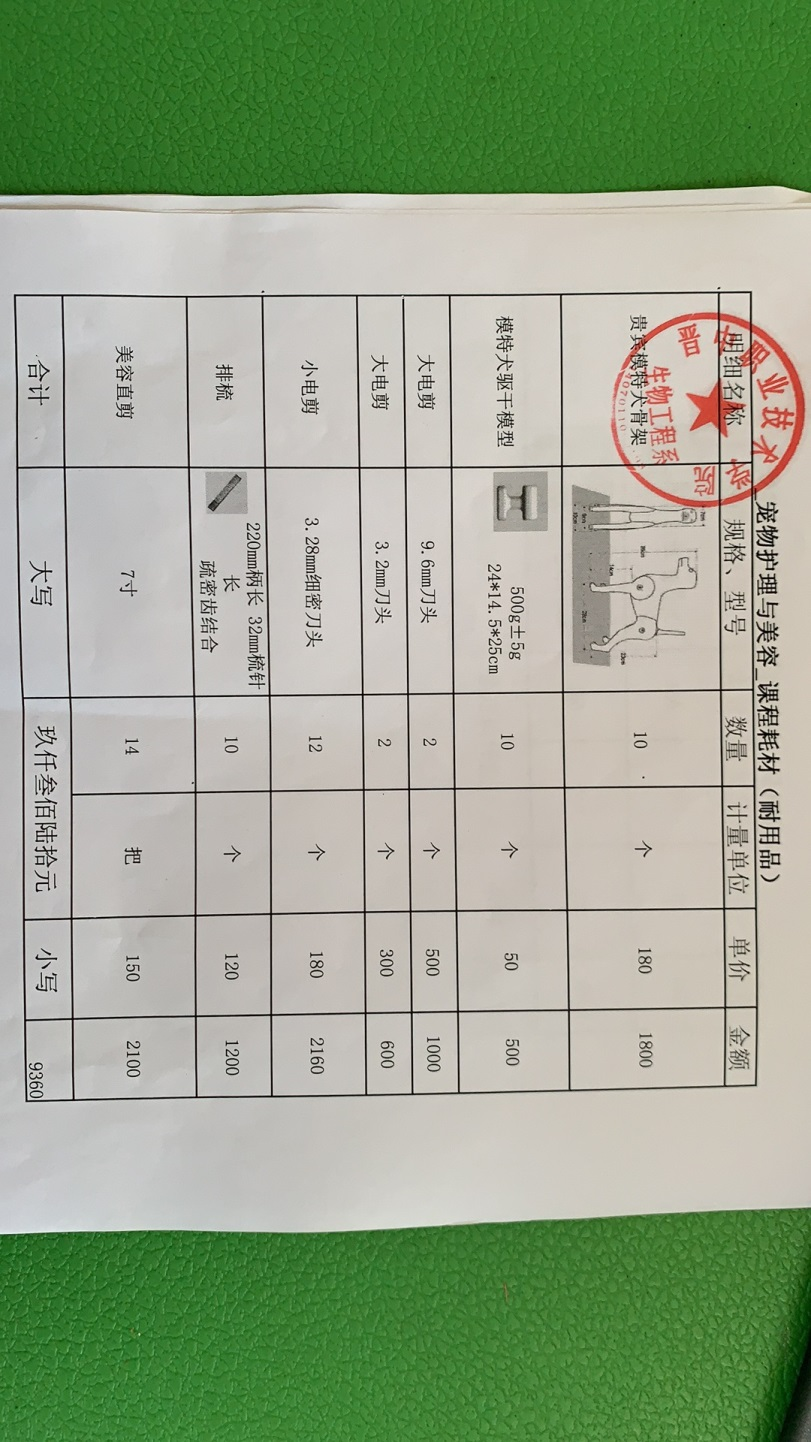 _宠物护理与美容_课程耗材（耐用品）
明细名称 规格、型号 数量 计量单位 单价 金额
贵宾模特犬骨架 10 个 180 1800
模特犬驱干模型 500g±5g 10 个 50 500
24*14.5*25cm
大电剪 9.6mm刀头 2 个 500 1000
大电剪 3.2mm刀头 2 个 300 600
小电剪 3.28mm细密刀头 12 个 180 2160
排梳 220mm柄长 32mm梳针 10 个 120 1200
长
疏密齿结合
美容直剪 7寸 14 把 150 2100
合计 大写 玖仟叁佰陆拾元 小写 9360
业技术学院
生物工程系